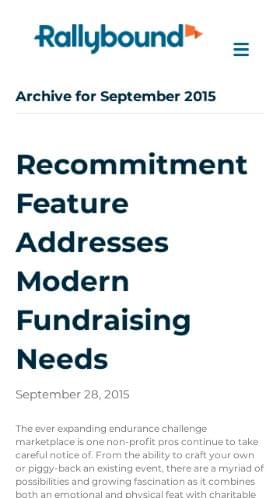 Rallybound
Archive for September 2015
Recommitment
Feature
Addresses
Modern
Fundraising
Needs
September 28, 2015
The ever expanding endurance challenge
marketplace is one non-profit pros continue to take
careful notice of. From the ability to craft your own
or piggy-back an existing event, there are a myriad of
possibilities and growing fascination as it combines
both an emotional and physical feat with charitable